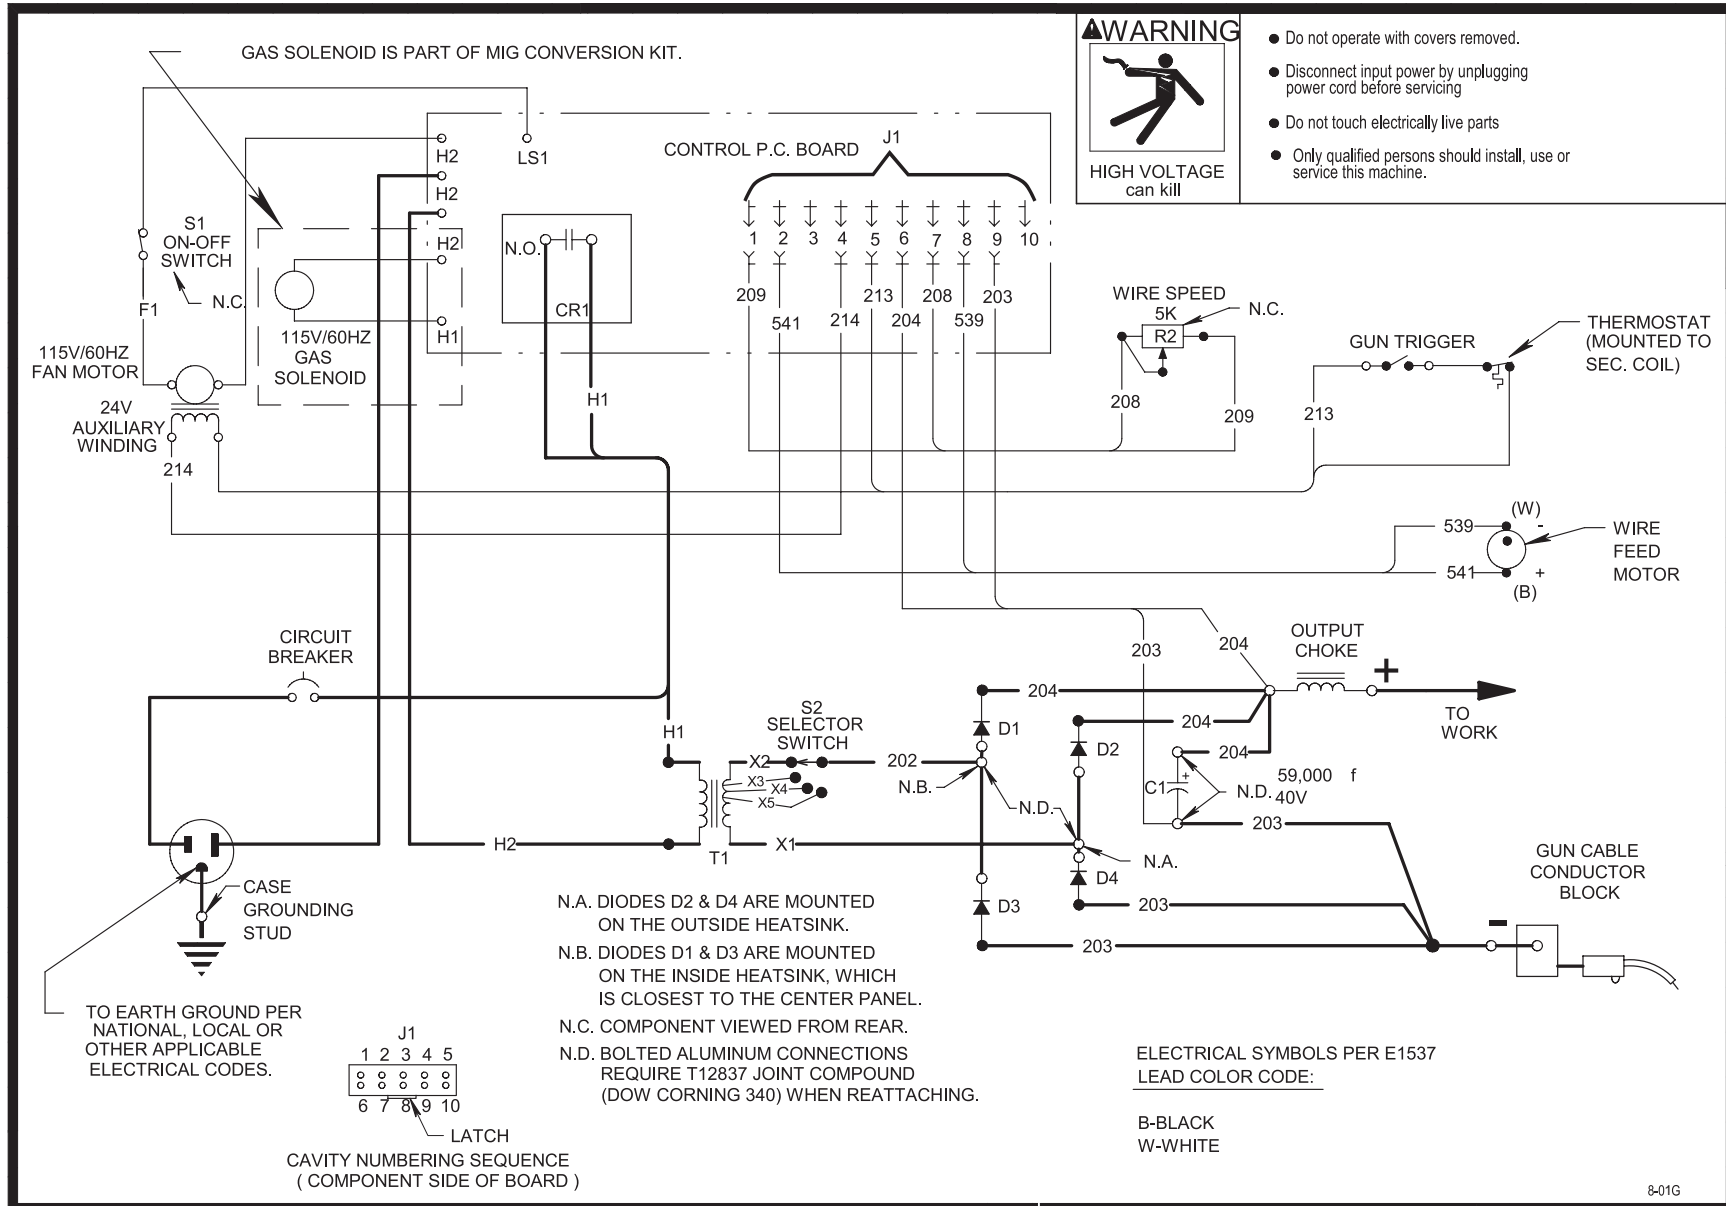 GAS SOLENOID IS PART OF MIG CONVERSION KIT.
WARNING
HIGH VOLTAGE
can kill
Do not operate with covers removed.
Disconnect input power by unplugging
power cord before servicing
Do not touch electrically live parts
Only qualified persons should install, use or
service this machine.
H2
LS1
H2
H2
H1
CONTROL P.C. BOARD
J1
S1
ON-OFF
SWITCH
N.C.
F1
N.O.
CR1
1 2 3 4 5 6 7 8 9 10
209
541
214
213
204
208
539
203
115V/60HZ
GAS
SOLENOID
115V/60HZ
FAN MOTOR
24V
AUXILIARY
WINDING
214
H1
WIRE SPEED
5K
R2
N.C.
208
209
GUN TRIGGER
THERMOSTAT
(MOUNTED TO
SEC. COIL)
213
(W)
539
-
541
+
(B)
WIRE
FEED
MOTOR
CIRCUIT
BREAKER
H1
S2
SELECTOR
SWITCH
X2
X3
X4
X5
202
H2
T1
X1
204
D1
204
D2
N.B.
N.D.
N.A.
D4
D3
203
203
203
204
204
OUTPUT
CHOKE
+
TO
WORK
C1
+
N.D.
59,000 f
40V
203
GUN CABLE
CONDUCTOR
BLOCK
-
CASE
GROUNDING
STUD
TO EARTH GROUND PER
NATIONAL, LOCAL OR
OTHER APPLICABLE
ELECTRICAL CODES.
N.A. DIODES D2 & D4 ARE MOUNTED
ON THE OUTSIDE HEATSINK.
N.B. DIODES D1 & D3 ARE MOUNTED
ON THE INSIDE HEATSINK, WHICH
IS CLOSEST TO THE CENTER PANEL.
N.C. COMPONENT VIEWED FROM REAR.
N.D. BOLTED ALUMINUM CONNECTIONS
REQUIRE T12837 JOINT COMPOUND
(DOW CORNING 340) WHEN REATTACHING.
J1
1 2 3 4 5
6 7 8 9 10
LATCH
CAVITY NUMBERING SEQUENCE
( COMPONENT SIDE OF BOARD )
ELECTRICAL SYMBOLS PER E1537
LEAD COLOR CODE:
B-BLACK
W-WHITE
8-01G